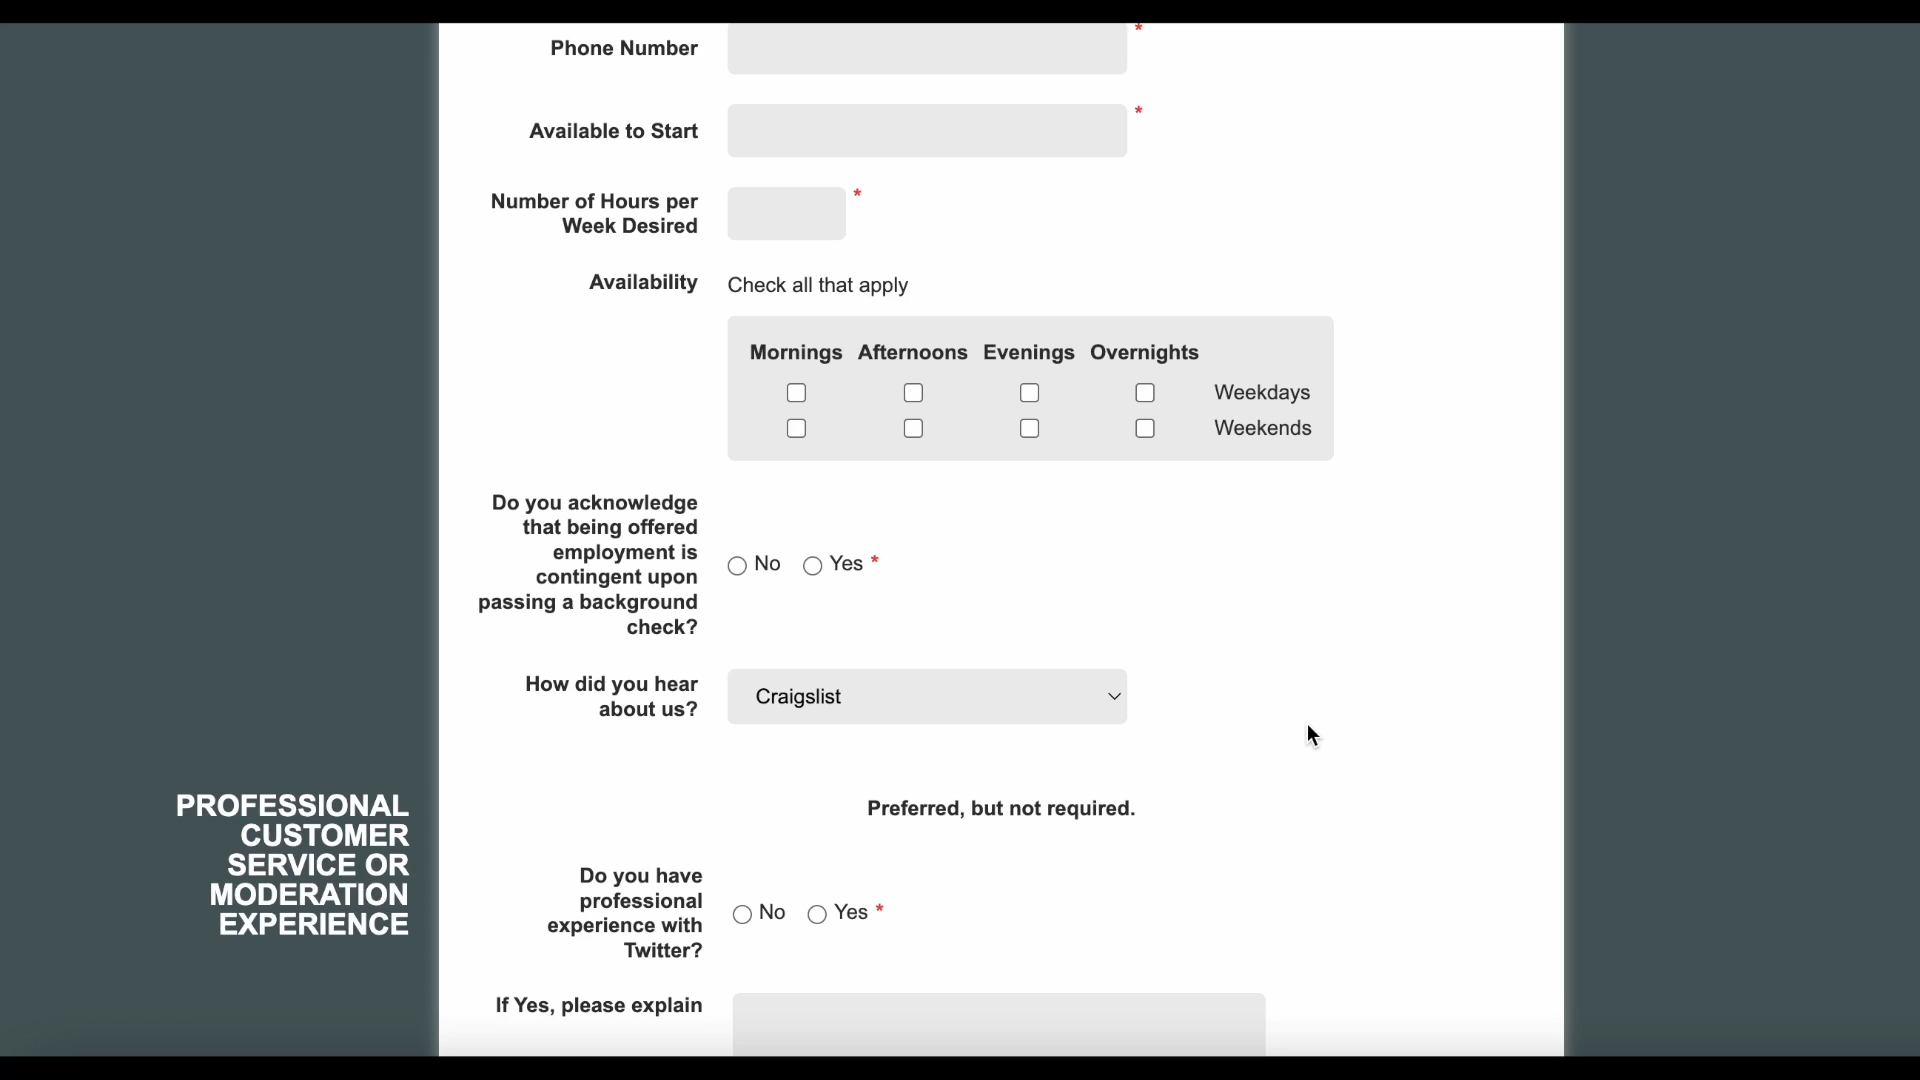 Phone Number
*
Available to Start
*
Number of Hours per
Week Desired
*
Availability
Check all that apply
Mornings Afternoons Evenings Overnights
Weekdays
Weekends
Do you acknowledge
that being offered
employment is
contingent upon
passing a background
check?
No Yes *
How did you hear
about us?
Craigslist
PROFESSIONAL
CUSTOMER
SERVICE OR
MODERATION
EXPERIENCE
Preferred, but not required.
Do you have
professional
experience with
Twitter?
No Yes *
If Yes, please explain